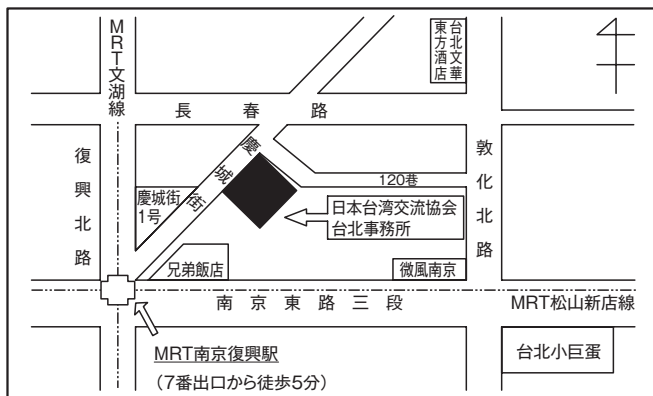 MRT文湖線
台北文華
東方酒店
長春路
復興北路
慶城街
慶城街
1号
120巷
敦化北路
日本台湾交流協会
台北事務所
兄弟飯店
微風南京
南京東路三段
MRT松山新店線
MRT南京復興駅
（7番出口から徒歩5分）
台北小巨蛋